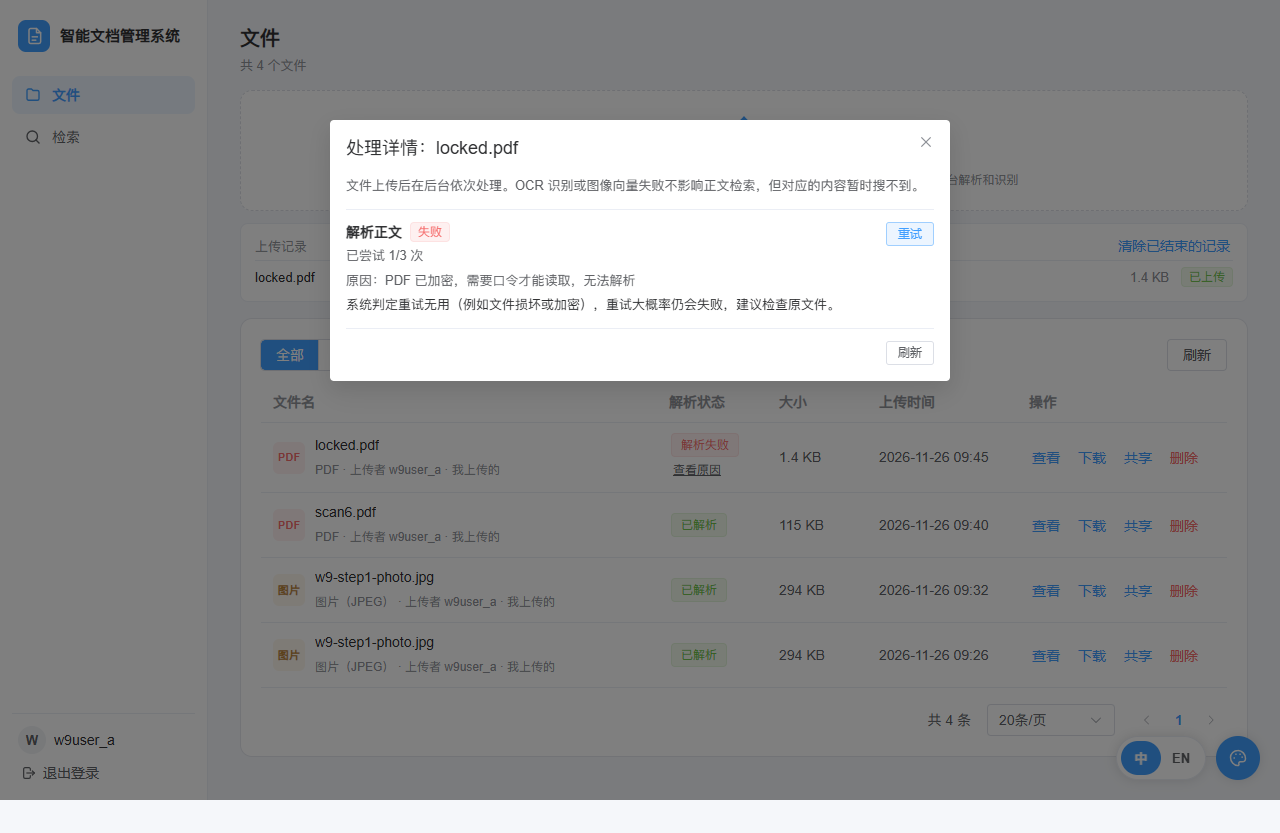 智能文档管理系统
文件
检索
文件
共 4 个文件
台解析和识别
处理详情：locked.pdf
文件上传后在后台依次处理。OCR 识别或图像向量失败不影响正文检索，但对应的内容暂时搜不到。
解析正文 失败 重试
已尝试 1/3 次
原因：PDF 已加密，需要口令才能读取，无法解析
系统判定重试无用（例如文件损坏或加密），重试大概率仍会失败，建议检查原文件。
刷新
上传记录 清除已结束的记录
locked.pdf 1.4 KB 已上传
全部 刷新
文件名 解析状态 大小 上传时间 操作
PDF locked.pdf 解析失败 1.4 KB 2026-11-26 09:45 查看 下载 共享 删除
PDF · 上传者 w9user_a · 我上传的 查看原因
PDF scan6.pdf 已解析 115 KB 2026-11-26 09:40 查看 下载 共享 删除
PDF · 上传者 w9user_a · 我上传的
图片 w9-step1-photo.jpg 已解析 294 KB 2026-11-26 09:32 查看 下载 共享 删除
图片（JPEG） · 上传者 w9user_a · 我上传的
图片 w9-step1-photo.jpg 已解析 294 KB 2026-11-26 09:26 查看 下载 共享 删除
图片（JPEG） · 上传者 w9user_a · 我上传的
共 4 条 20条/页 1
中 EN
W w9user_a
退出登录